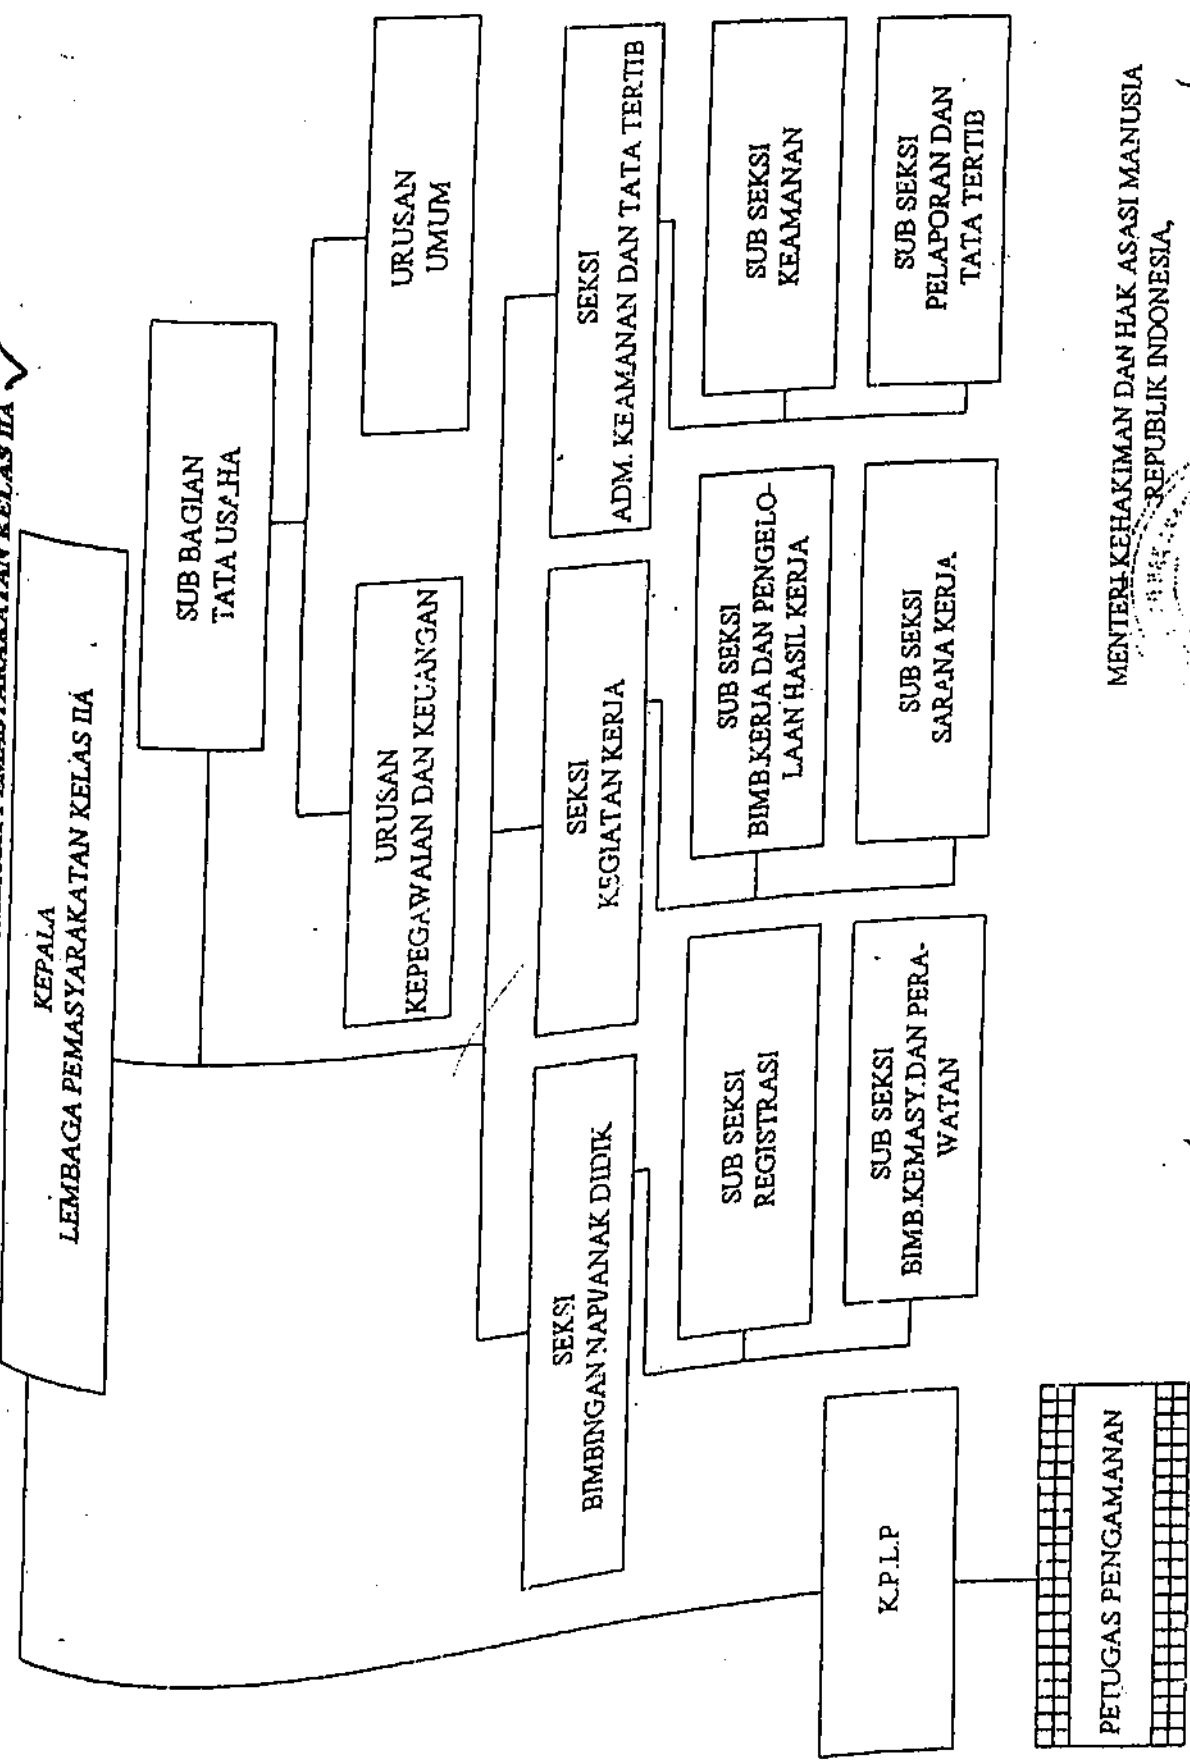 PEMASYARAKATAN KELAS IIA
KEPALA
LEMBAGA PEMASYARAKATAN KELAS IIA
SUB BAGIAN
TATA USAHA
URUSAN
KEPEGAWAIAN DAN KEUANGAN
URUSAN
UMUM
SEKSI
BIMBINGAN NAPI/ANAK DIDIK
SEKSI
KEGIATAN KERJA
SEKSI
ADM. KEAMANAN DAN TATA TERTIB
SUB SEKSI
REGISTRASI
SUB SEKSI
BIMB.KERJA DAN PENGELO-
LAAN HASIL KERJA
SUB SEKSI
KEAMANAN
SUB SEKSI
BIMB.KEMASY.DAN PERA-
WATAN
SUB SEKSI
SARANA KERJA
SUB SEKSI
PELAPORAN DAN
TATA TERTIB
K.P.L.P
PETUGAS PENGAMANAN
MENTERI KEHAKIMAN DAN HAK ASASI MANUSIA
REPUBLIK INDONESIA,